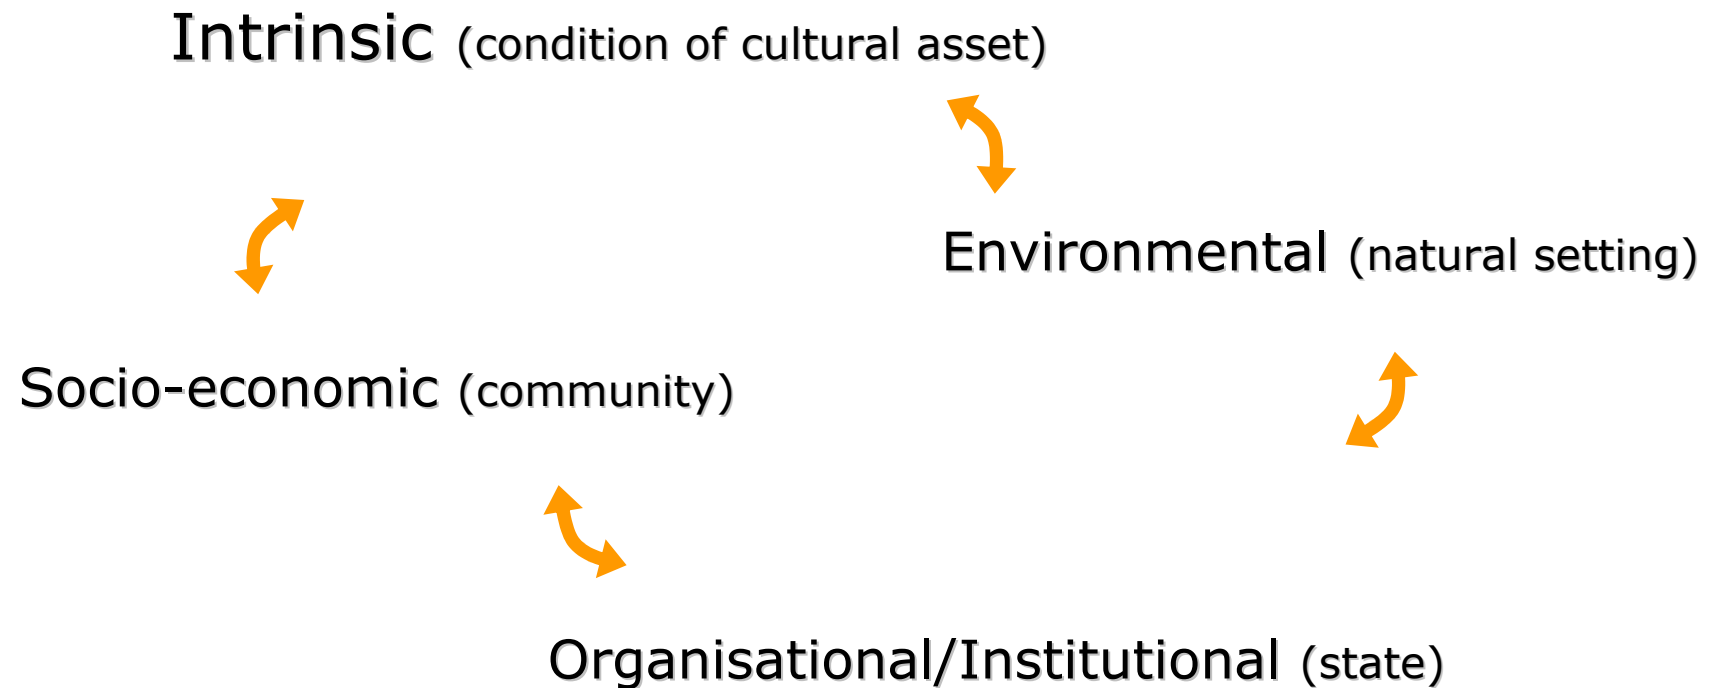 Intrinsic (condition of cultural asset)
Environmental (natural setting)
Socio-economic (community)
Organisational/Institutional (state)